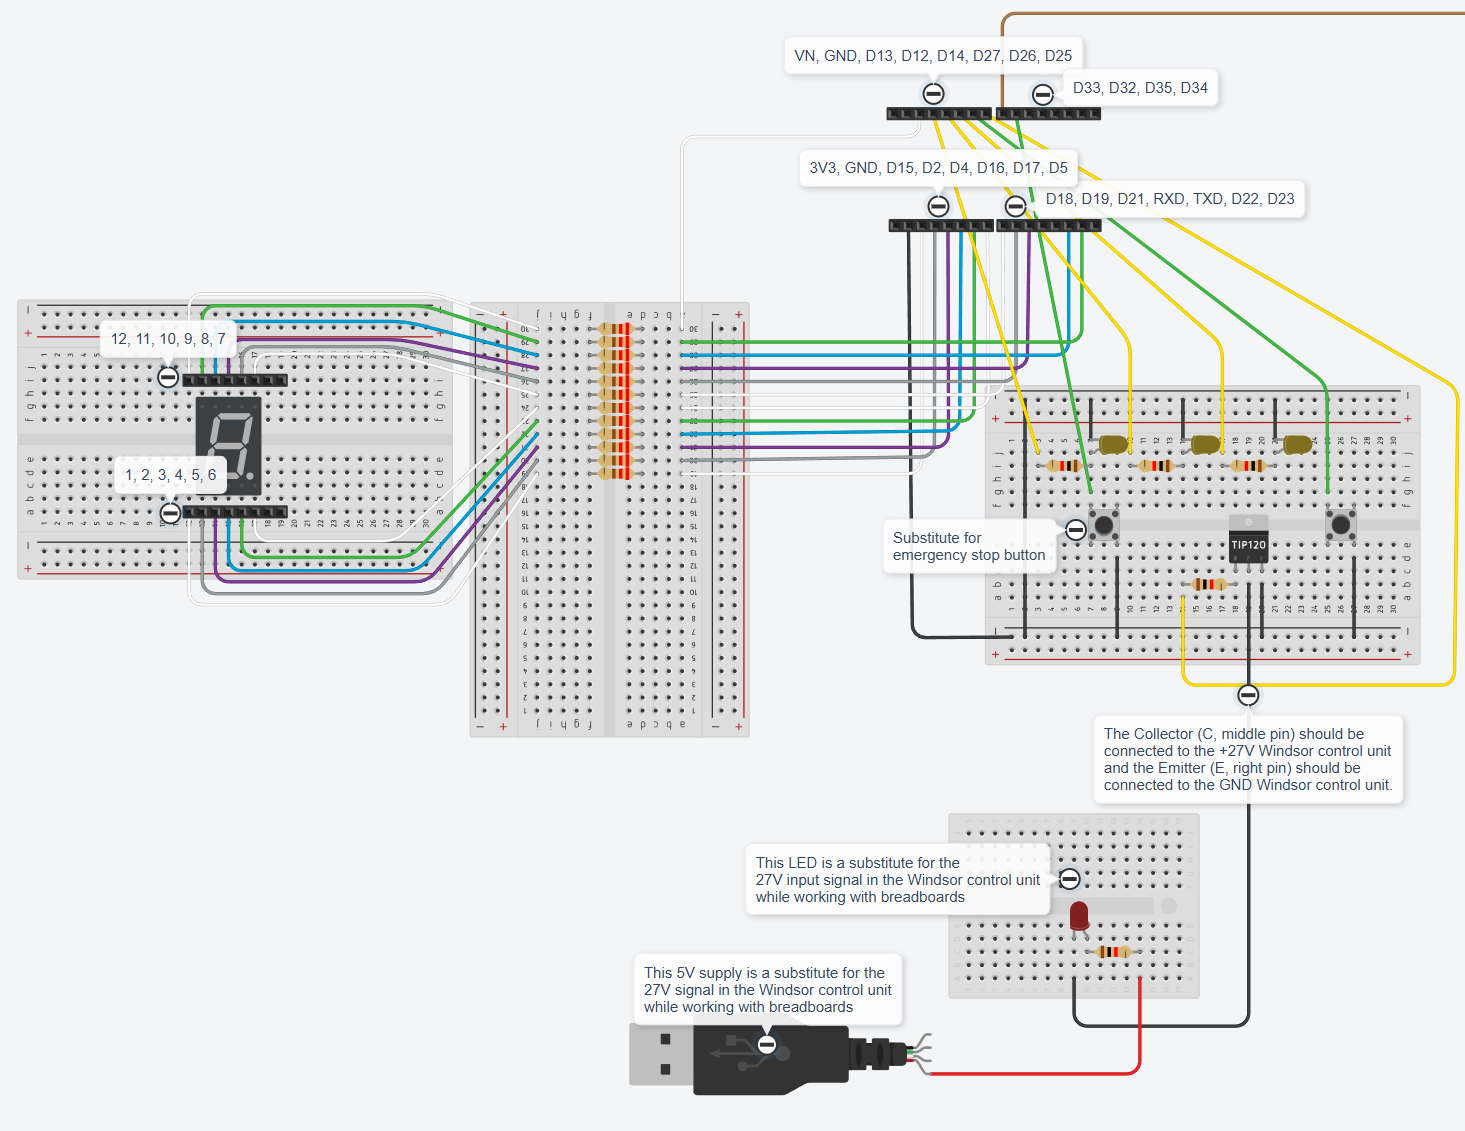 VN, GND, D13, D12, D14, D27, D26, D25
D33, D32, D35, D34
3V3, GND, D15, D2, D4, D16, D17, D5
D18, D19, D21, RXD, TXD, D22, D23
12, 11, 10, 9, 8, 7
1, 2, 3, 4, 5, 6
Substitute for
emergency stop button
TIP120
The Collector (C, middle pin) should be
connected to the +27V Windsor control unit
and the Emitter (E, right pin) should be
connected to the GND Windsor control unit.
This LED is a substitute for the
27V input signal in the Windsor control unit
while working with breadboards
This 5V supply is a substitute for the
27V signal in the Windsor control unit
while working with breadboards